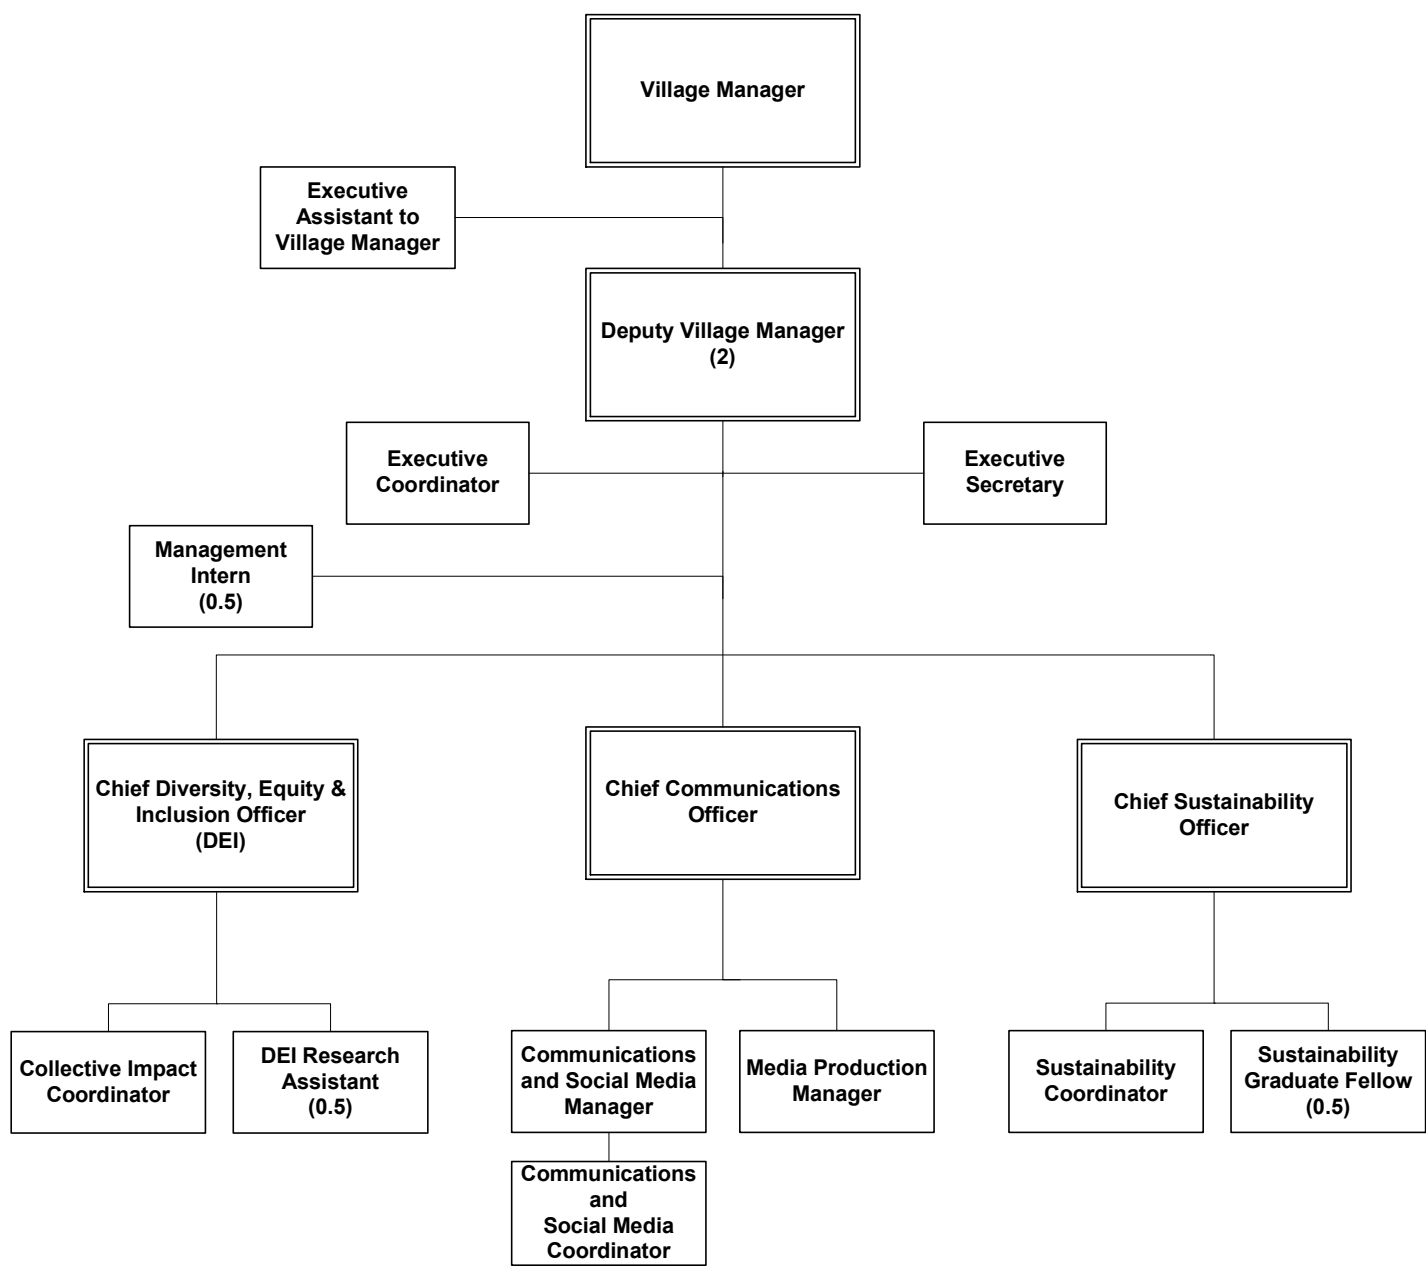 Village Manager
Executive
Assistant to
Village Manager
Deputy Village Manager
(2)
Executive
Coordinator
Executive
Secretary
Management
Intern
(0.5)
Chief Diversity, Equity &
Inclusion Officer
(DEI)
Chief Communications
Officer
Chief Sustainability
Officer
Collective Impact
Coordinator
DEI Research
Assistant
(0.5)
Communications
and Social Media
Manager
Media Production
Manager
Sustainability
Coordinator
Sustainability
Graduate Fellow
(0.5)
Communications
and
Social Media
Coordinator